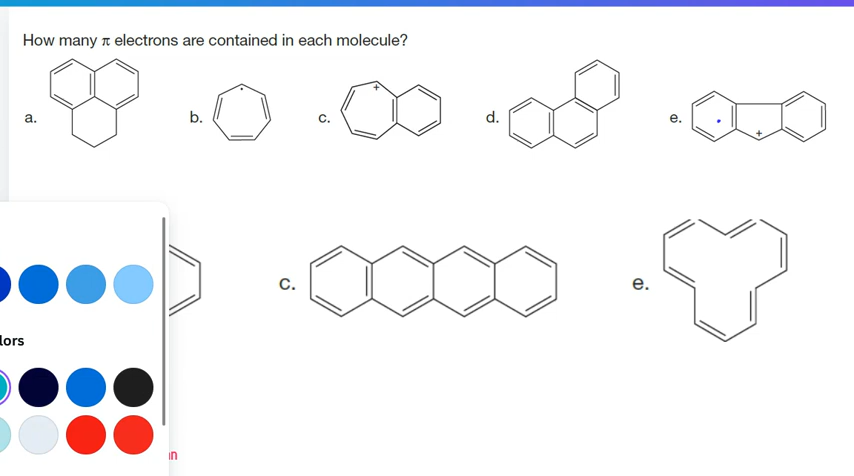 How many π electrons are contained in each molecule?
a.
b.
c.
+
d.
e.
+
c.
e.
lors
n